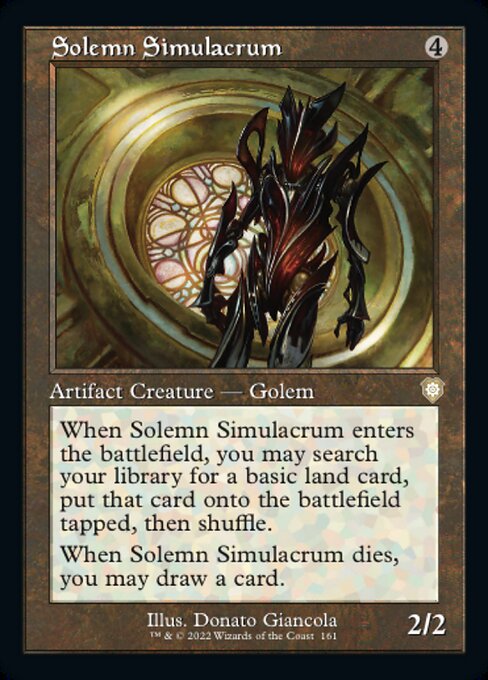 Solemn Simulacrum 4
Artifact Creature — Golem
When Solemn Simulacrum enters
the battlefield, you may search
your library for a basic land card,
put that card onto the battlefield
tapped, then shuffle.
When Solemn Simulacrum dies,
you may draw a card.
Illus. Donato Giancola
™ & © 2022 Wizards of the Coast 161
2/2